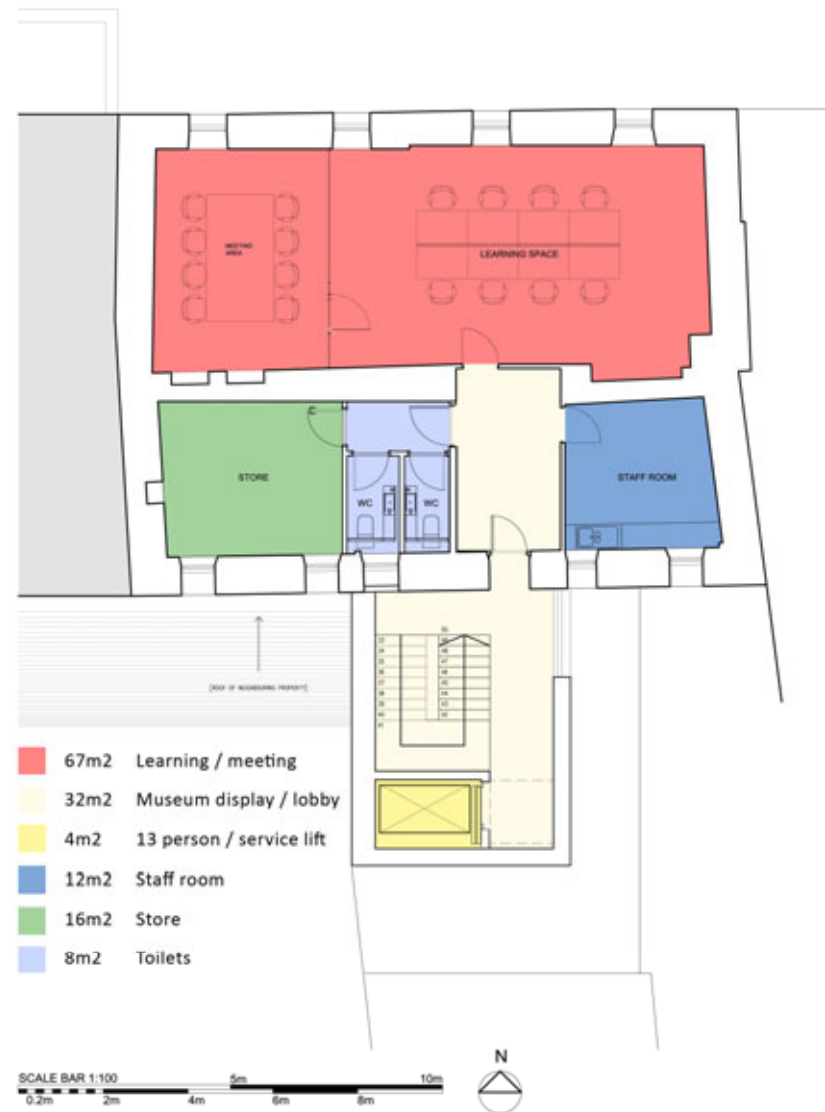 MEETING
AREA
LEARNING SPACE
STORE
WC
WC
STAFF ROOM
[ROOF OF NEIGHBOURING PROPERTY]
67m2 Learning / meeting
32m2 Museum display / lobby
4m2 13 person / service lift
12m2 Staff room
16m2 Store
8m2 Toilets
N
SCALE BAR 1:100 5m 10m
0.2m 2m 4m 6m 8m